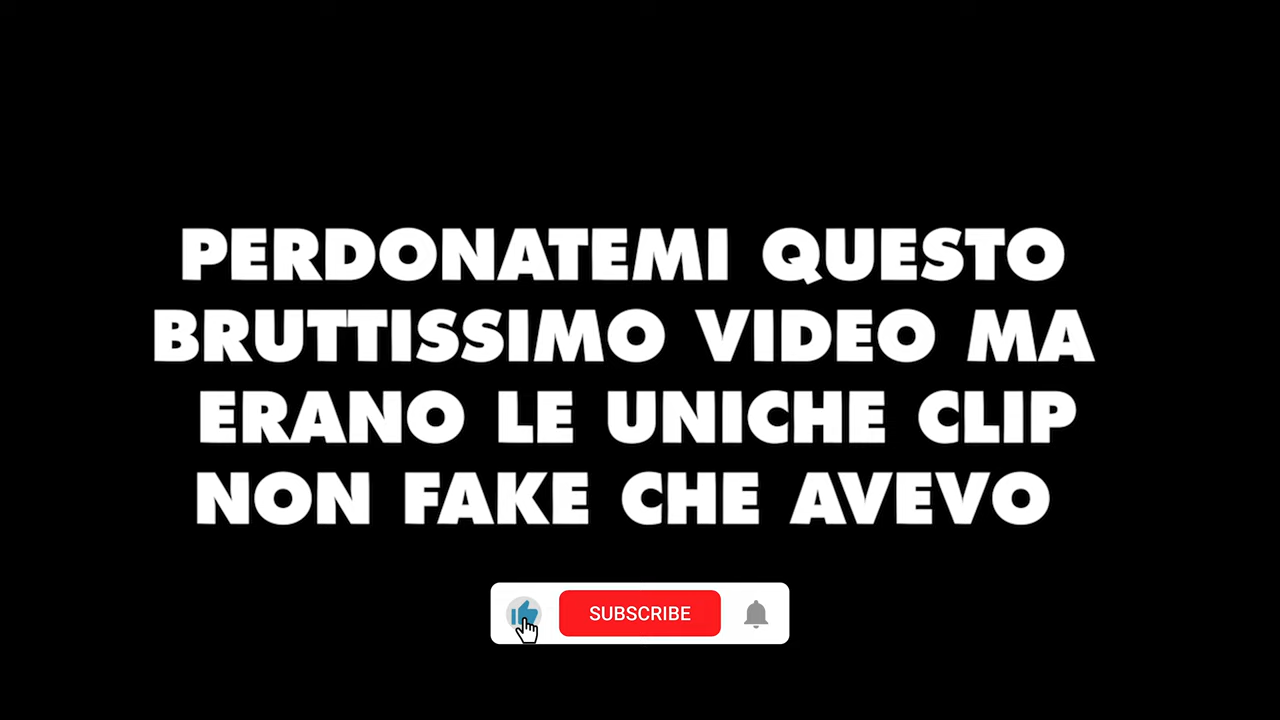 PERDONATEMI QUESTO
BRUTTISSIMO VIDEO MA
ERANO LE UNICHE CLIP
NON FAKE CHE AVEVO
SUBSCRIBE